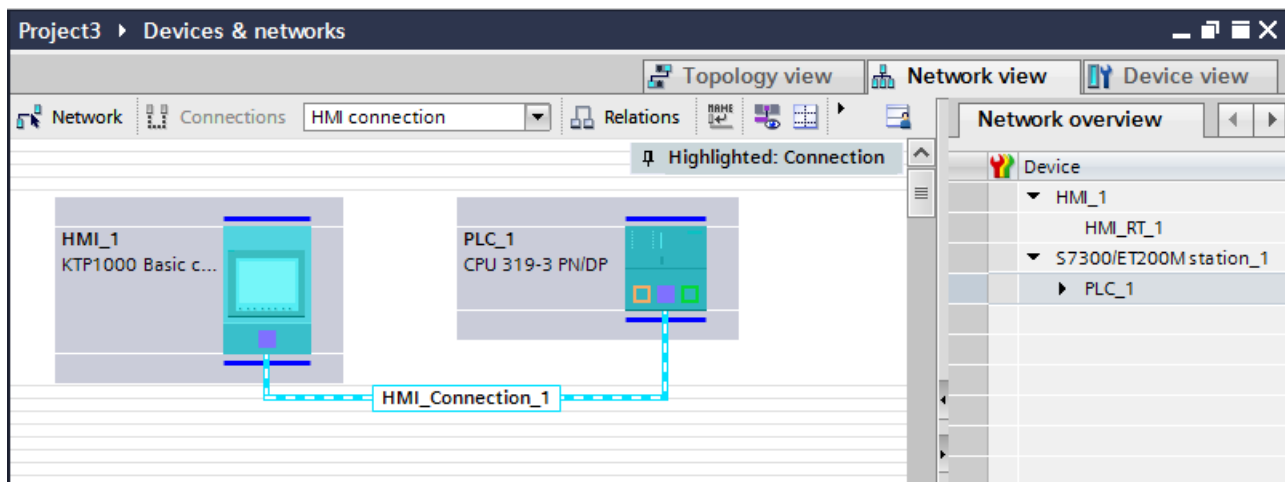 Project3 ▸ Devices & networks
Topology view
Network view
Device view
Network
Connections
HMI connection
Relations
NAME
Network overview
Highlighted: Connection
Device
HMI_1
HMI_RT_1
S7300/ET200M station_1
PLC_1
HMI_1
KTP1000 Basic c...
PLC_1
CPU 319-3 PN/DP
HMI_Connection_1